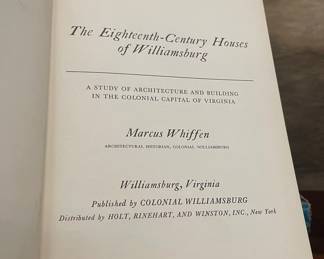 The Eighteenth-Century Houses
of Williamsburg
A STUDY OF ARCHITECTURE AND BUILDING
IN THE COLONIAL CAPITAL OF VIRGINIA
Marcus Whiffen
ARCHITECTURAL HISTORIAN, COLONIAL WILLIAMSBURG
Williamsburg, Virginia
Published by COLONIAL WILLIAMSBURG
Distributed by HOLT, RINEHART, AND WINSTON, INC., New York